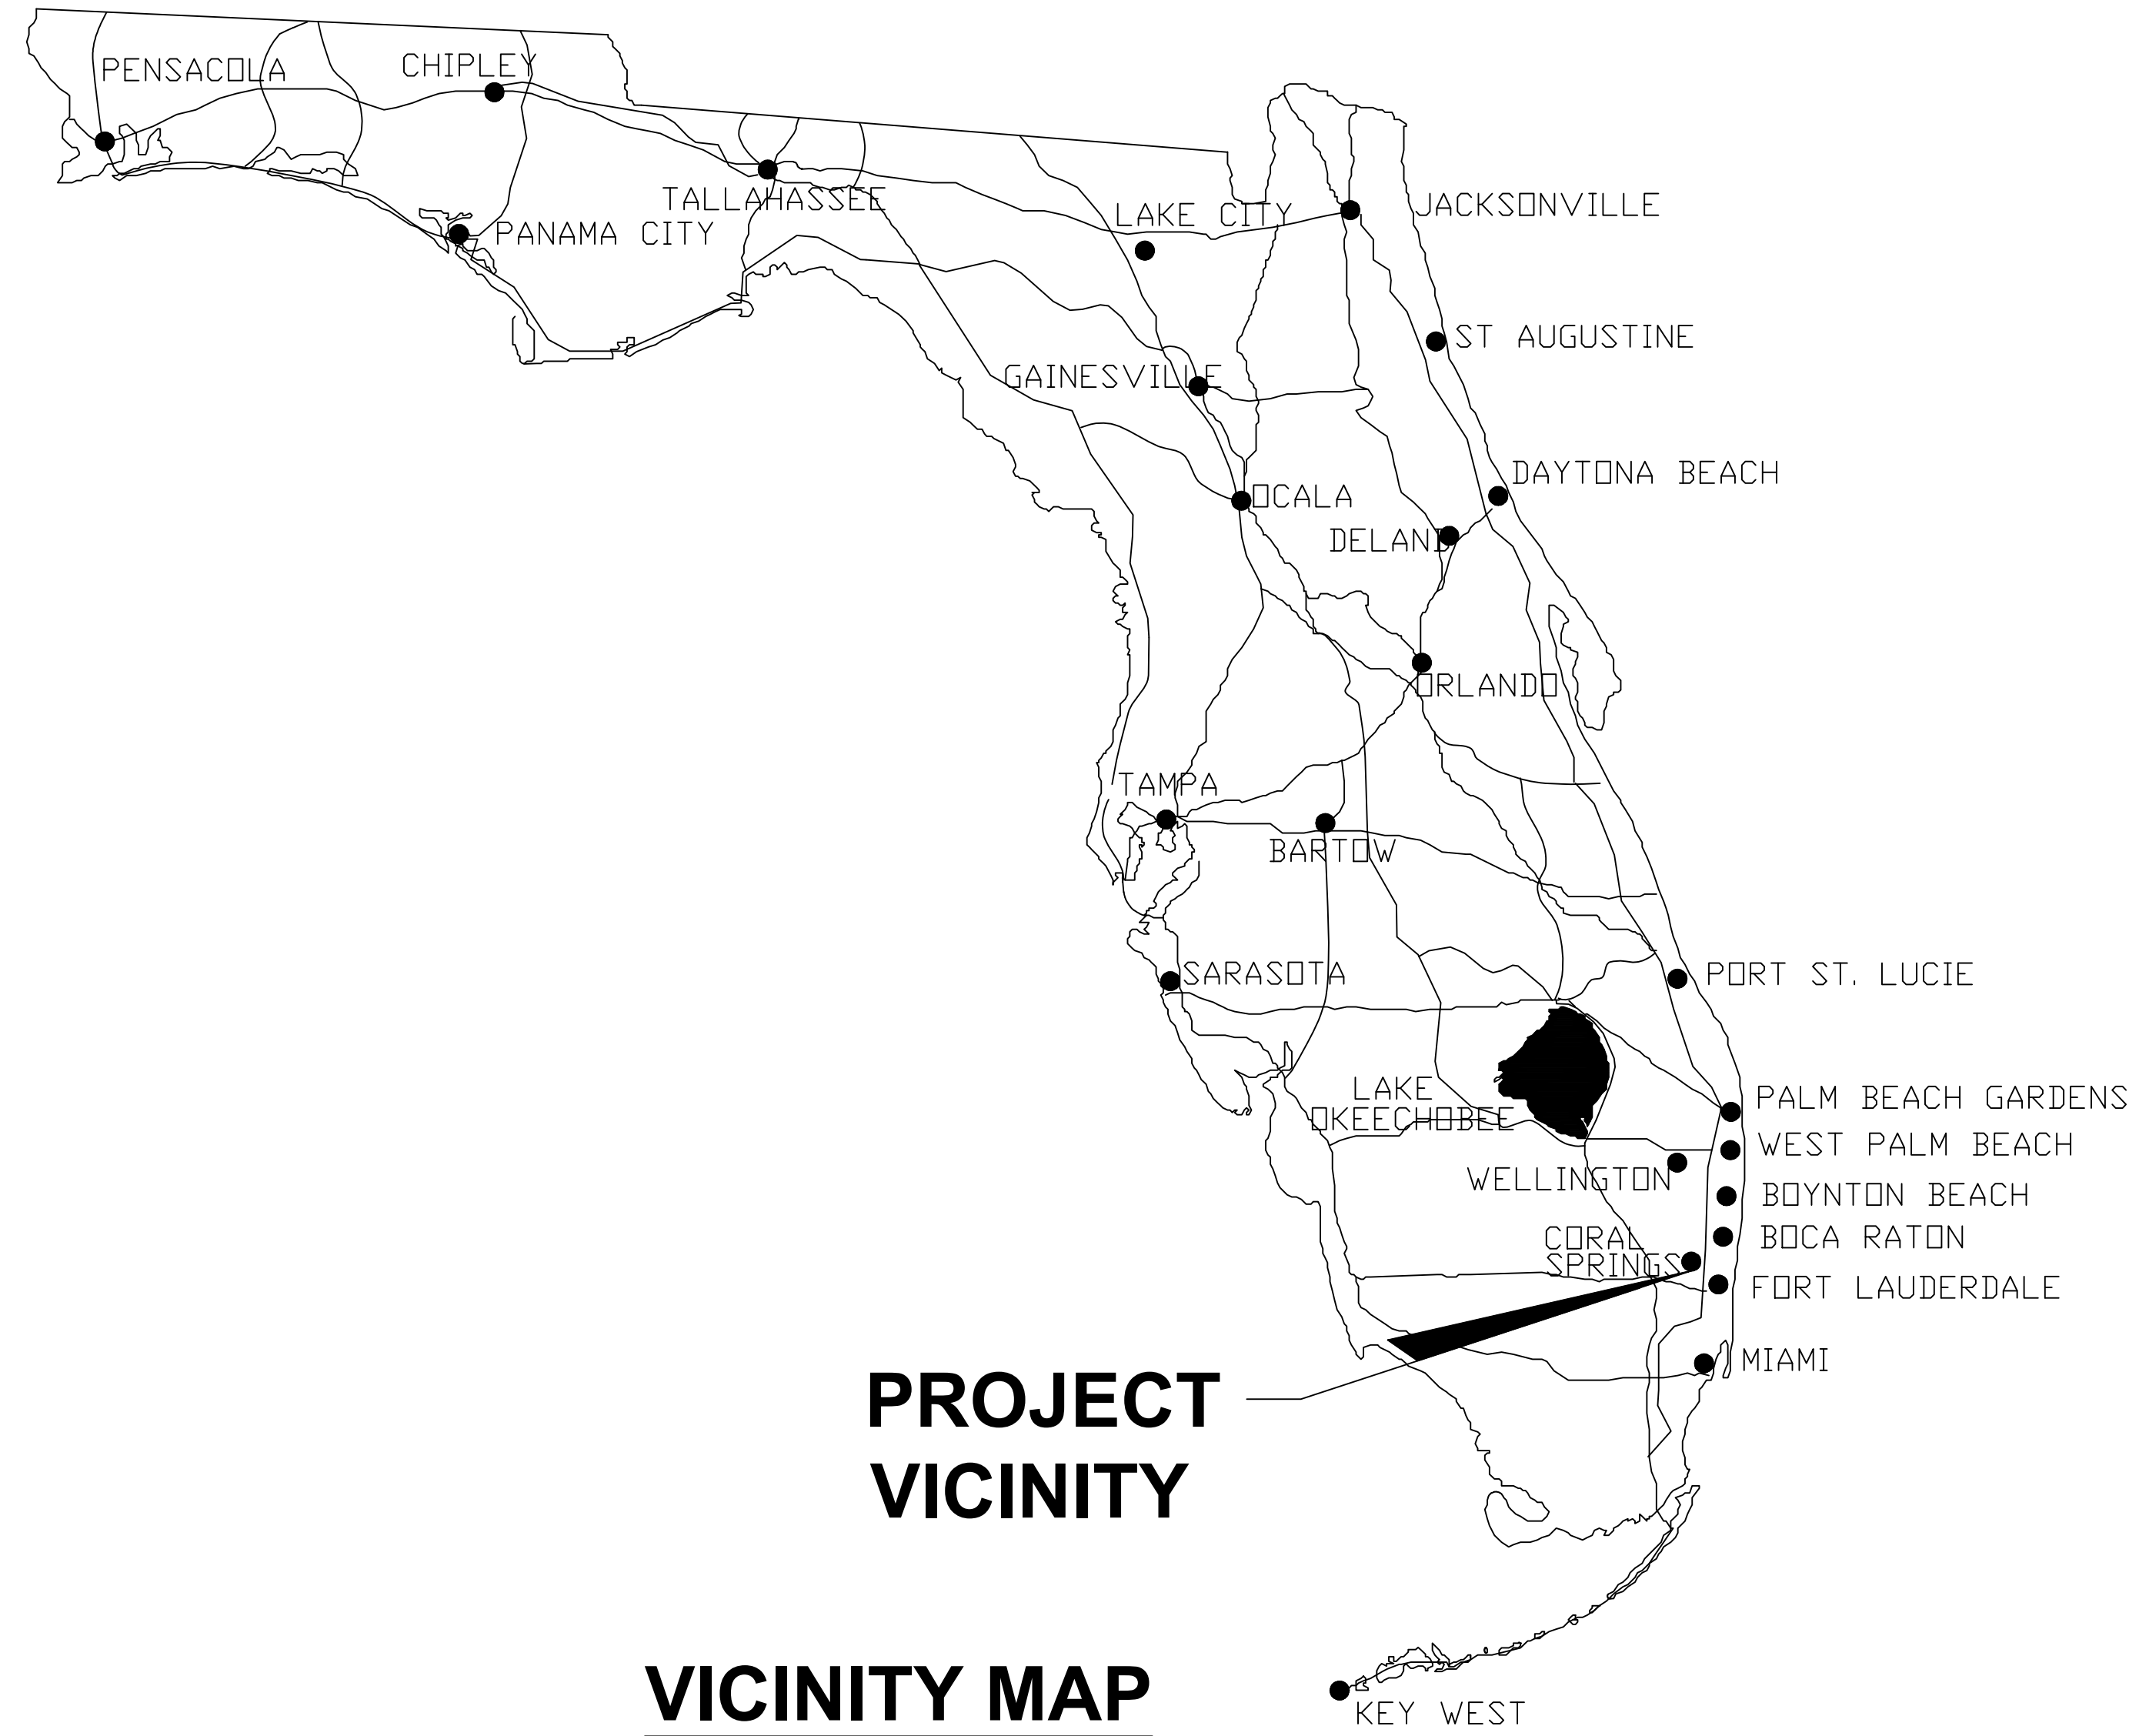 PENSACOLA
CHIPLEY
TALLAHASSEE
PANAMA CITY
LAKE CITY
JACKSONVILLE
ST AUGUSTINE
GAINESVILLE
DAYTONA BEACH
OCALA
DELAND
ORLANDO
TAMPA
BARTOW
SARASOTA
PORT ST. LUCIE
LAKE
OKEECHOBEE
PALM BEACH GARDENS
WEST PALM BEACH
WELLINGTON
BOYNTON BEACH
CORAL
SPRINGS
BOCA RATON
FORT LAUDERDALE
MIAMI
PROJECT
VICINITY
KEY WEST
VICINITY MAP